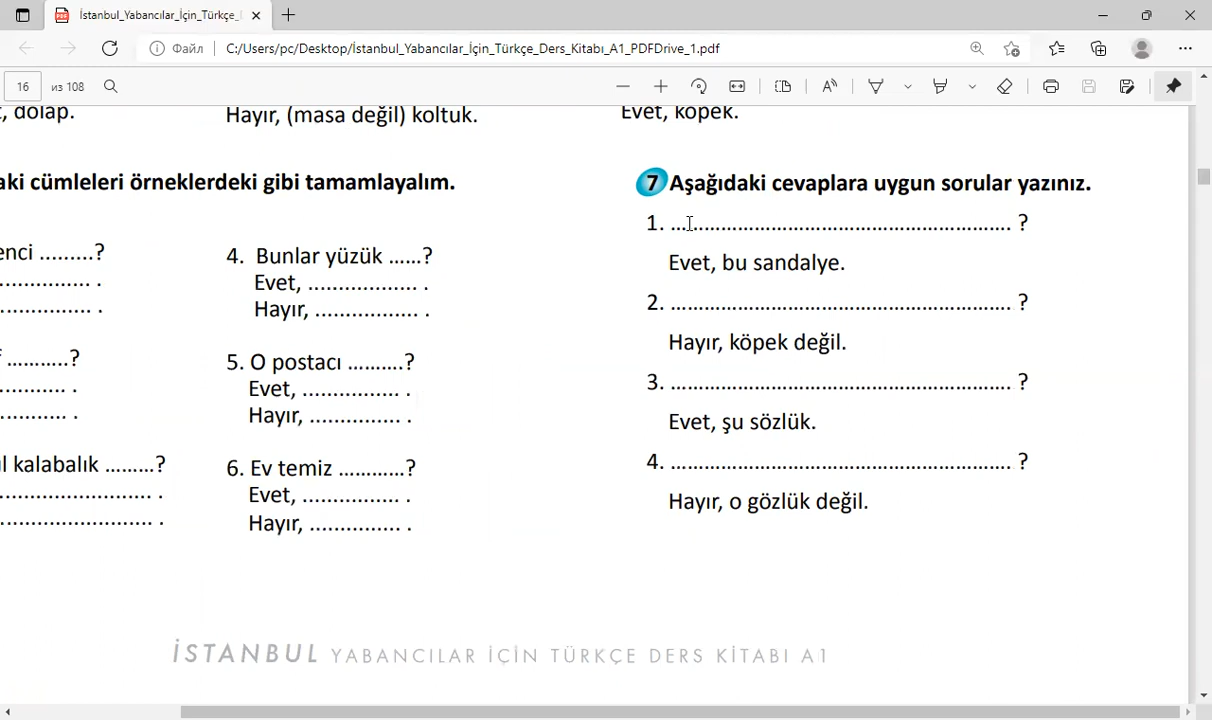 İstanbul_Yabancılar_İçin_Türkçe_
Файл
C:/Users/pc/Desktop/İstanbul_Yabancılar_İçin_Türkçe_Ders_Kitabı_A1_PDFDrive_1.pdf
16 из 108
, dolap.
Hayır, (masa değil) koltuk.
Evet, köpek.
aki cümleleri örneklerdeki gibi tamamlayalım.
enci .........?
................ .
................ .
...........?
............. .
............. .
l kalabalık .........?
.......................... .
.......................... .
4. Bunlar yüzük ......?
Evet, .................. .
Hayır, ................. .
5. O postacı ..........?
Evet, ................ .
Hayır, ............... .
6. Ev temiz ............?
Evet, ................ .
Hayır, ............... .
7 Aşağıdaki cevaplara uygun sorular yazınız.
1. ............................................................. ?
Evet, bu sandalye.
2. ............................................................. ?
Hayır, köpek değil.
3. ............................................................. ?
Evet, şu sözlük.
4. ............................................................. ?
Hayır, o gözlük değil.
İSTANBUL YABANCILAR İÇİN TÜRKÇE DERS KİTABI A1